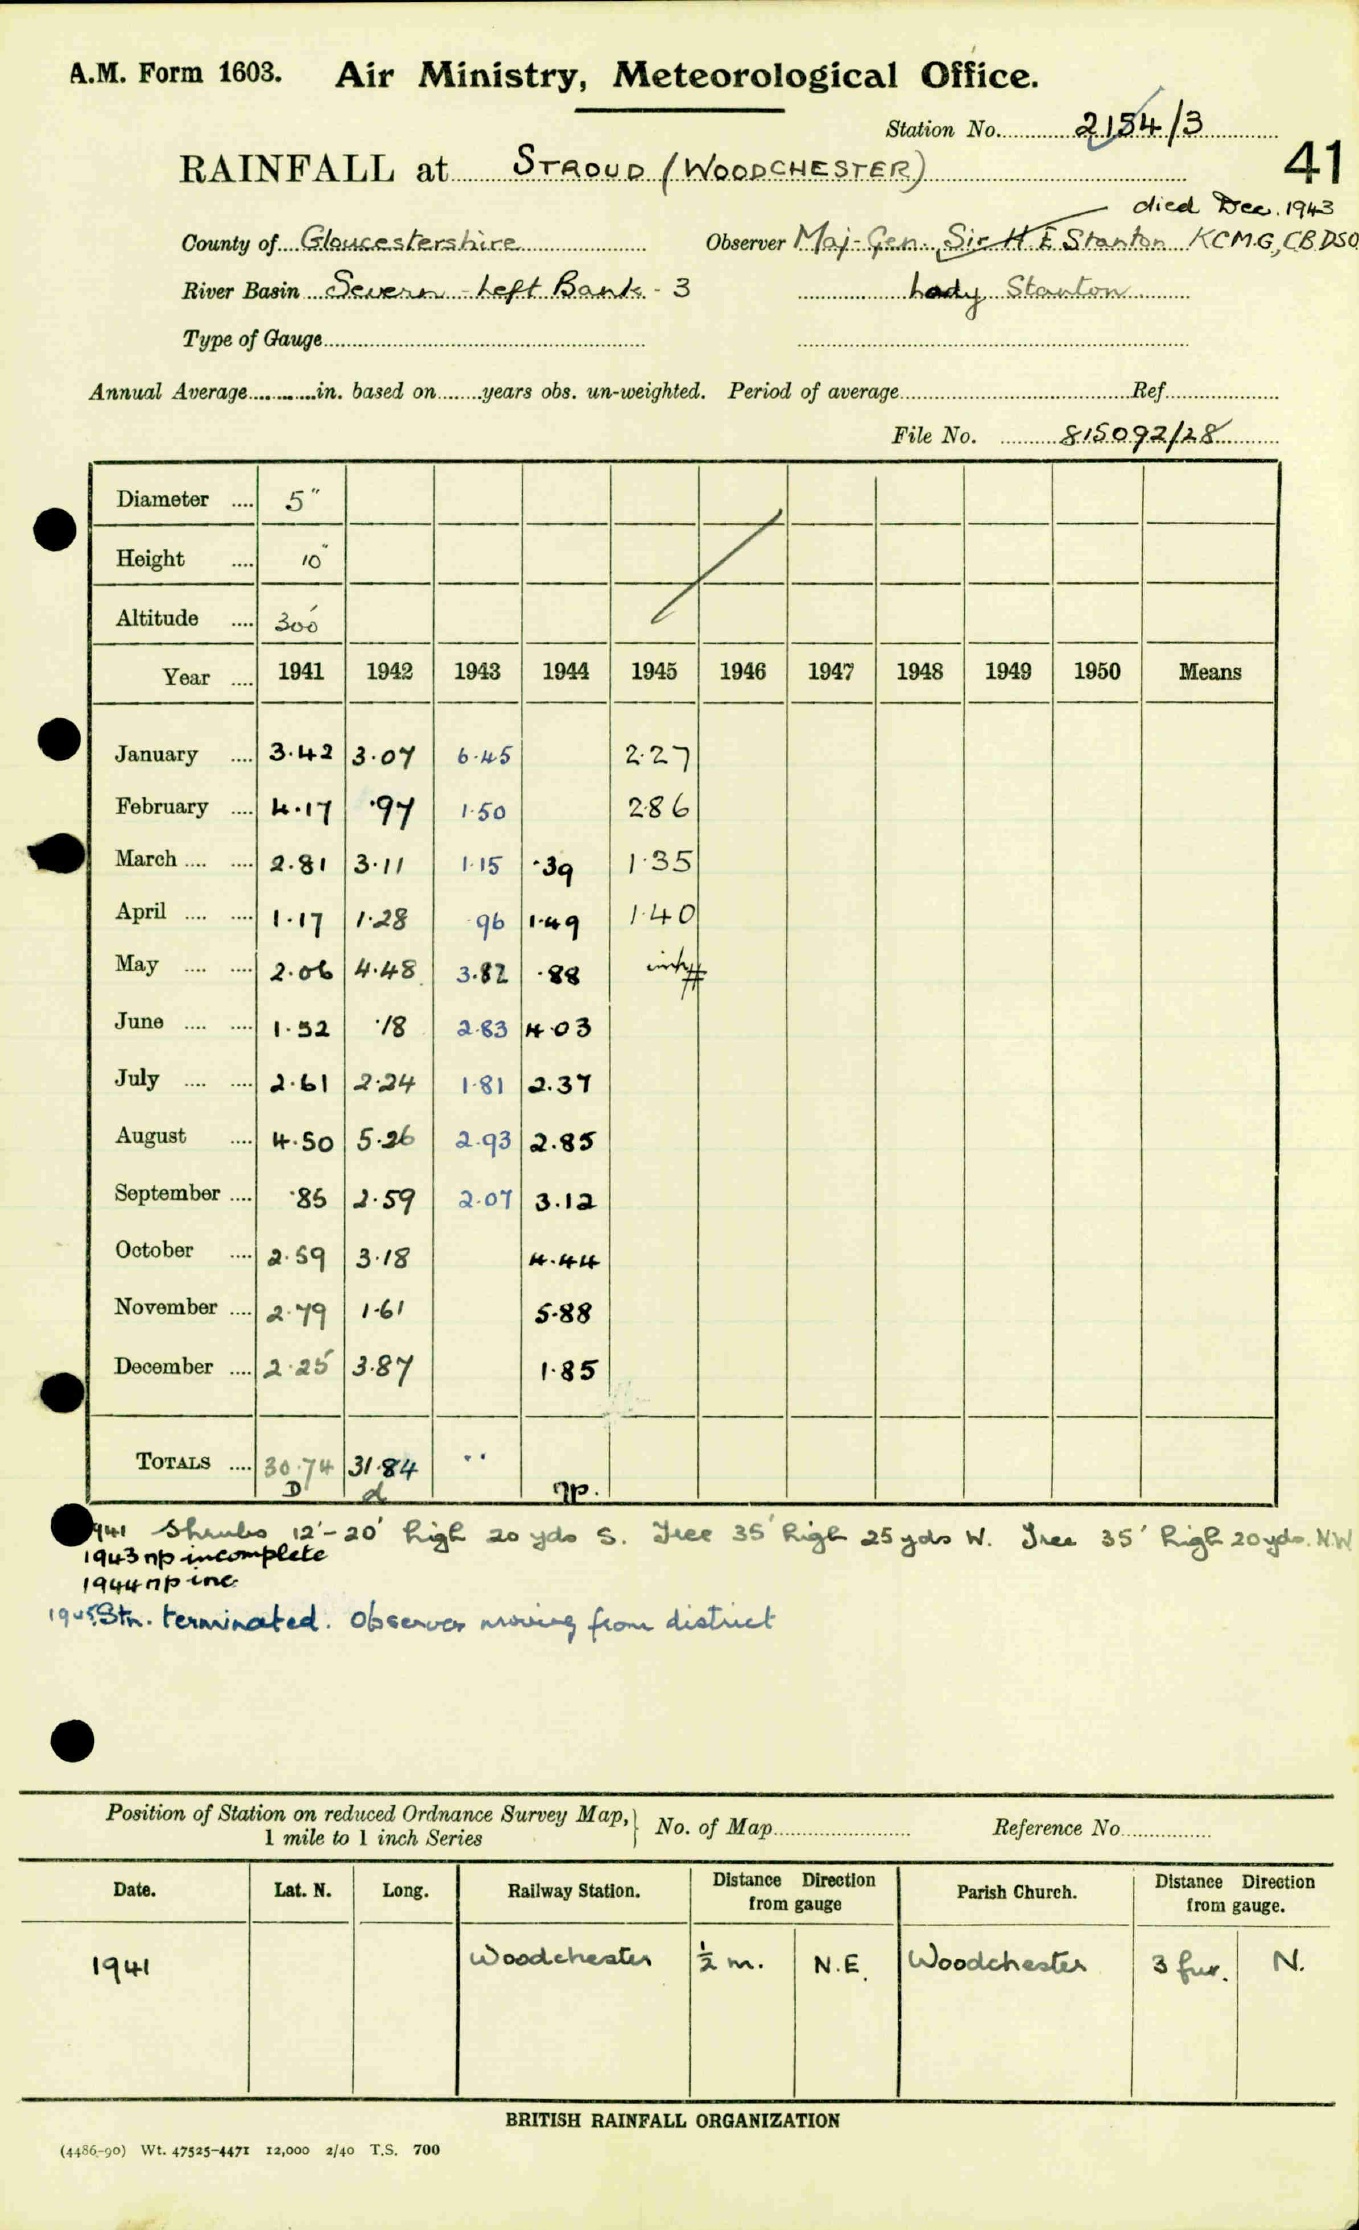 A.M. Form 1603. Air Ministry, Meteorological Office.
Station No. 2154/3
41
RAINFALL at STROUD (WOODCHESTER)
died Dec. 1943
County of Gloucestershire Observer Maj-Gen. Sir H E Stanton KCMG, CB DSO
River Basin Severn - Left Bank - 3 Lady Stanton
Type of Gauge
Annual Average in. based on years obs. un-weighted. Period of average Ref.
File No. 815092/28
Diameter 5"
Height 10"
Altitude 300'
Year 1941 1942 1943 1944 1945 1946 1947 1948 1949 1950 Means
January 3.42 3.07 6.45 2.27
February 4.17 .97 1.50 2.86
March 2.81 3.11 1.15 .39 1.35
April 1.17 1.28 .96 1.49 1.40
May 2.06 4.48 3.82 .88
June 1.52 .18 2.83 4.03
July 2.61 2.24 1.81 2.37
August 4.50 5.26 2.93 2.85
September .85 2.59 2.07 3.12
October 2.59 3.18 4.44
November 2.79 1.61 5.88
December 2.25 3.87 1.85
TOTALS 30.74 31.84
D d np.
1941 Shrubs 12'-20' high 20 yds S. Tree 35' high 25 yds W. Tree 35' high 20 yds. N.W
1943 np incomplete
1944 np inc
1945 Stn. terminated. Observer moving from district
Position of Station on reduced Ordnance Survey Map,
1 mile to 1 inch Series
No. of Map Reference No
Date. Lat. N. Long. Railway Station. Distance Direction from gauge Parish Church. Distance Direction from gauge.
1941 Woodchester ½ m. N.E. Woodchester 3 fur. N.
BRITISH RAINFALL ORGANIZATION
(4486-90) Wt. 47525-4471 12,000 2/40 T.S. 700